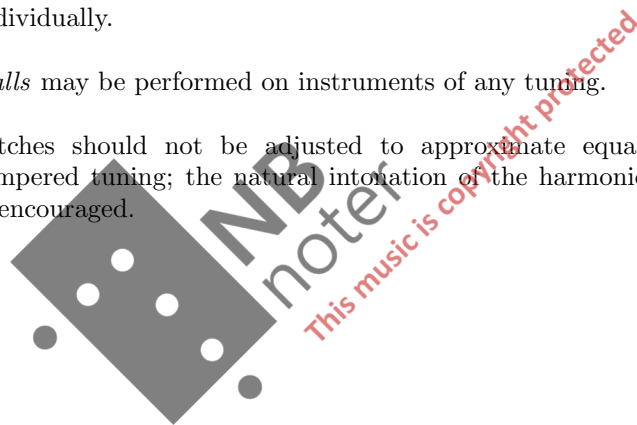 dividually.
alls may be performed on instruments of any tuning.
tches should not be adjusted to approximate equa
mpered tuning; the natural intonation of the harmonic
encouraged.
NB
noter
This music is copyright protected